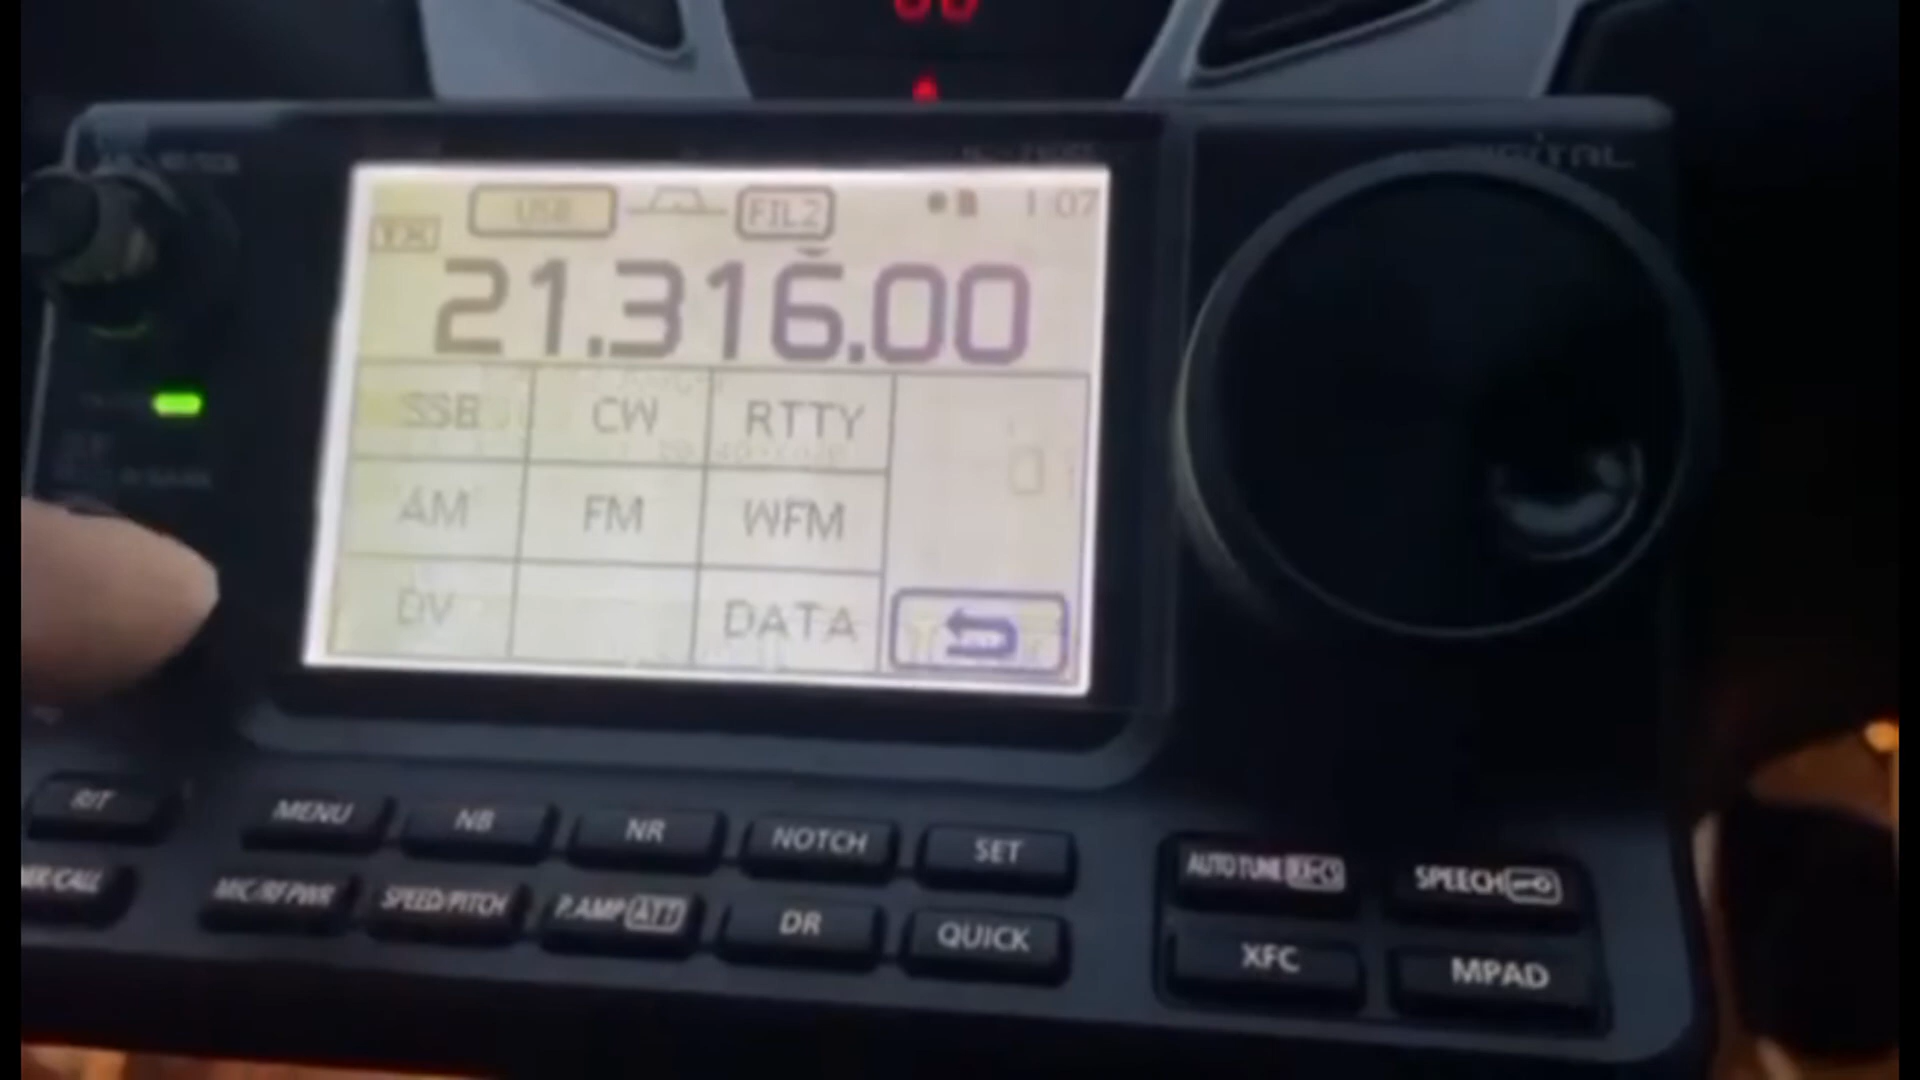 USB FIL2 1:07
21.316.00
SSB CW RTTY
AM FM WFM
DV DATA
RIT MENU NB NR NOTCH SET
MIC/RF PWR SPEED/PITCH P.AMP ATT DR QUICK
AUTO TUNE SPEECH
XFC MPAD
DIGITAL